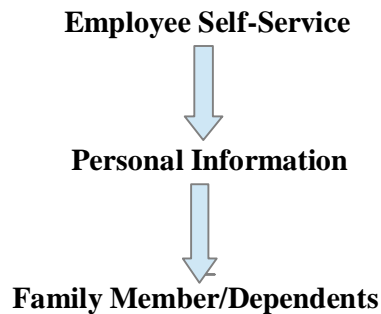 Employee Self-Service
Personal Information
Family Member/Dependents